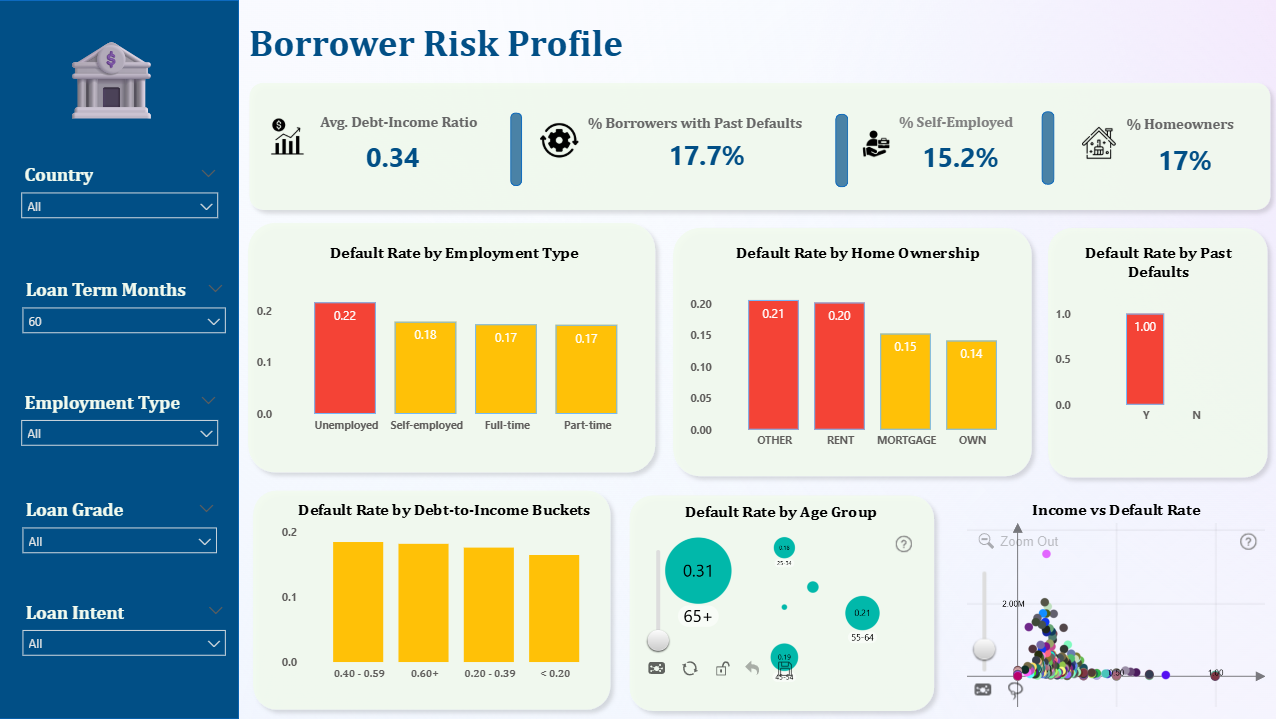 Borrower Risk Profile
Country
All
Loan Term Months
60
Employment Type
All
Loan Grade
All
Loan Intent
All
Avg. Debt-Income Ratio
0.34
% Borrowers with Past Defaults
17.7%
% Self-Employed
15.2%
% Homeowners
17%
Default Rate by Employment Type
0.2
0.1
0.0
0.22
0.18
0.17
0.17
Unemployed Self-employed Full-time Part-time
Default Rate by Home Ownership
0.20
0.15
0.10
0.05
0.00
0.21
0.20
0.15
0.14
OTHER RENT MORTGAGE OWN
Default Rate by Past
Defaults
1.0
0.5
0.0
1.00
Y N
Default Rate by Debt-to-Income Buckets
0.2
0.1
0.0
0.40 - 0.59 0.60+ 0.20 - 0.39 < 0.20
Default Rate by Age Group
0.31
65+
0.18
25-34
0.21
55-64
0.19
45-54
?
Income vs Default Rate
Zoom Out
?
2.00M
0.50
1.00